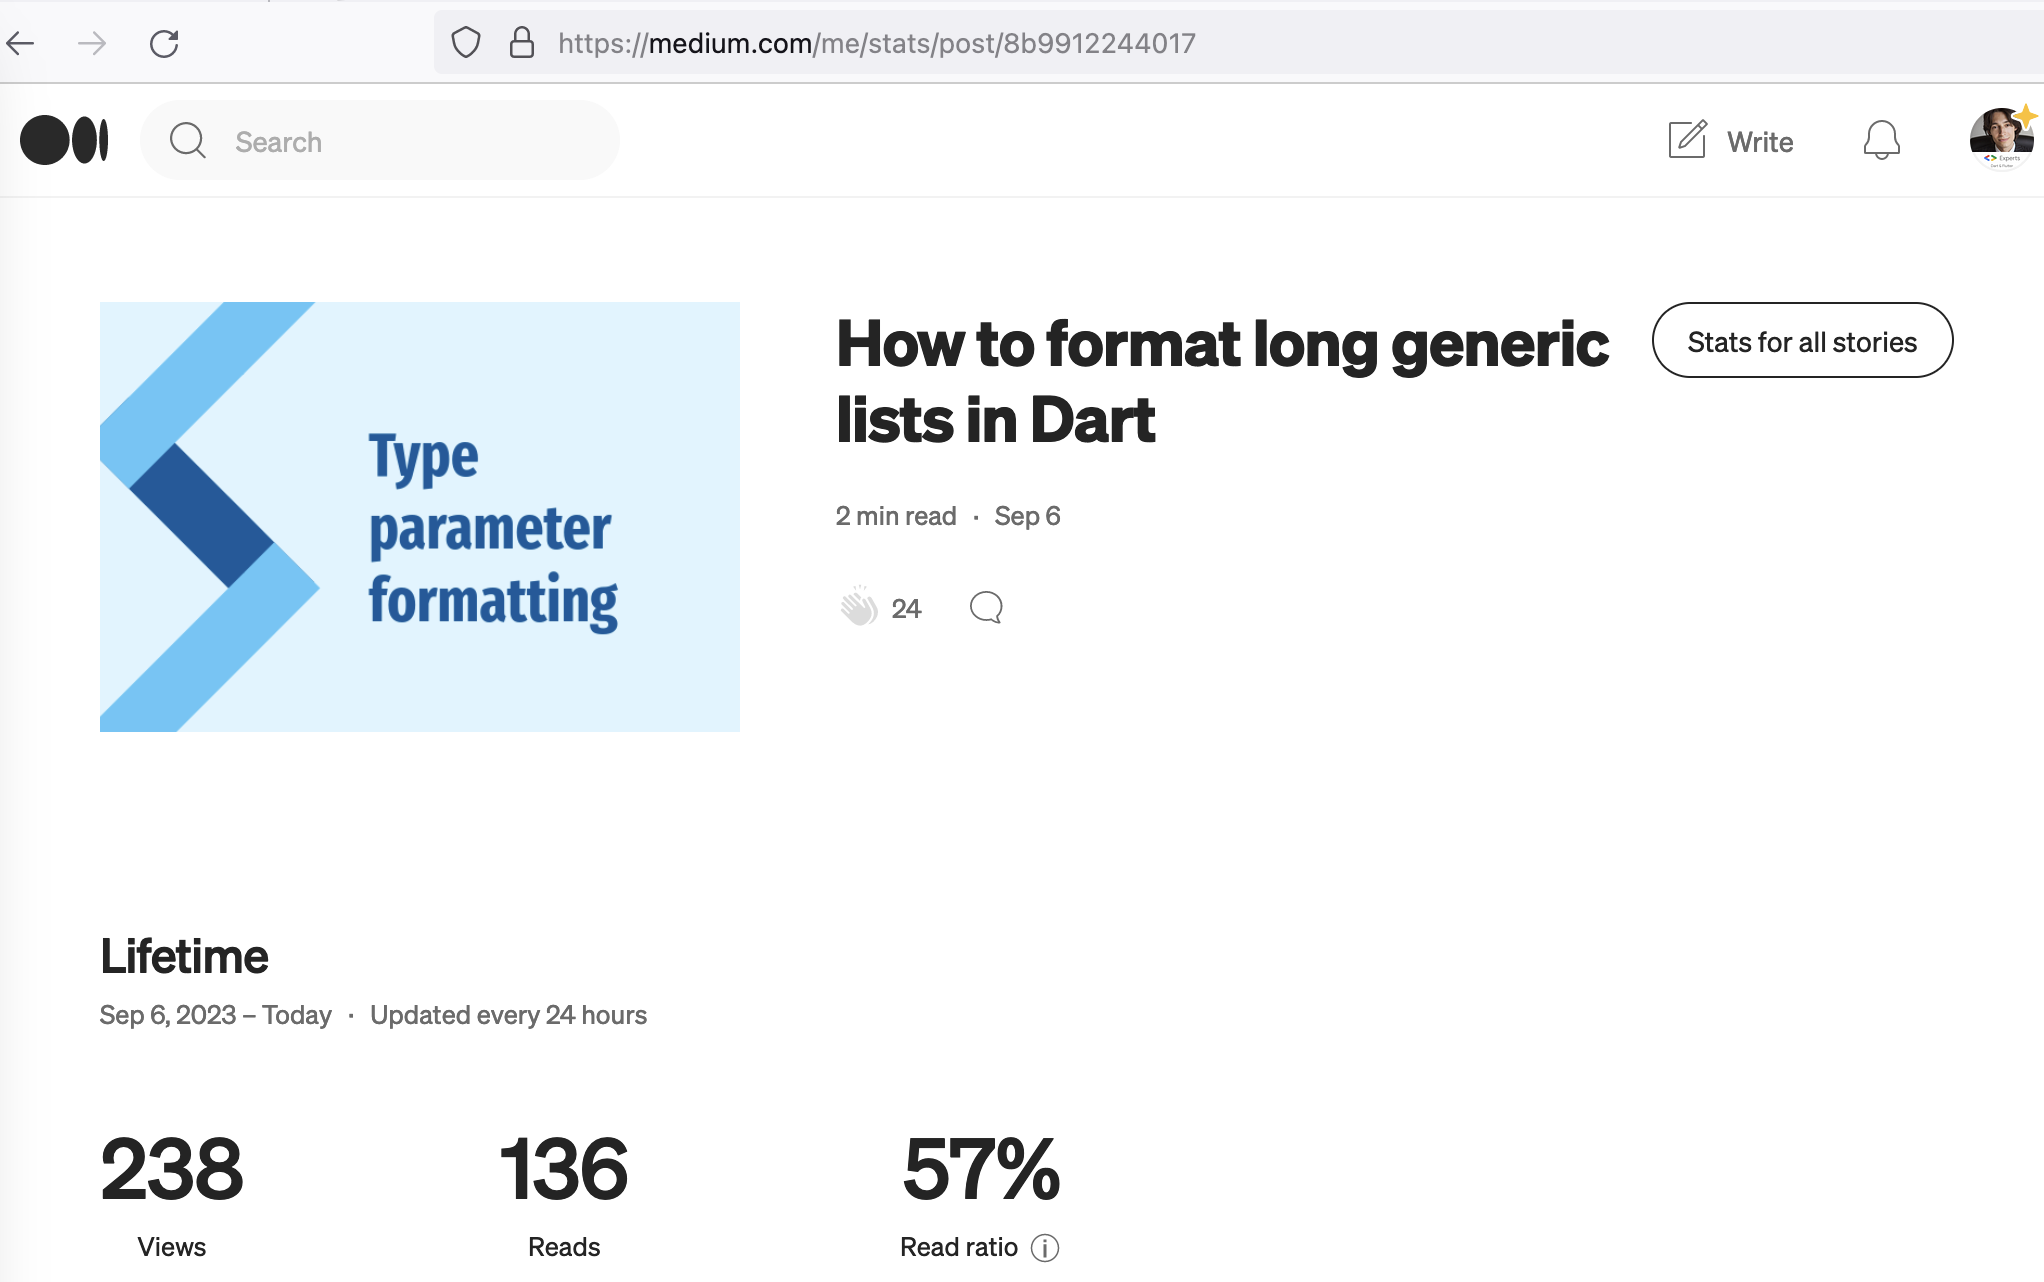 https://medium.com/me/stats/post/8b9912244017
Search
Write
Experts
Type
parameter
formatting
How to format long generic
lists in Dart
Stats for all stories
2 min read · Sep 6
24
Lifetime
Sep 6, 2023 – Today · Updated every 24 hours
238
136
57%
Views
Reads
Read ratio